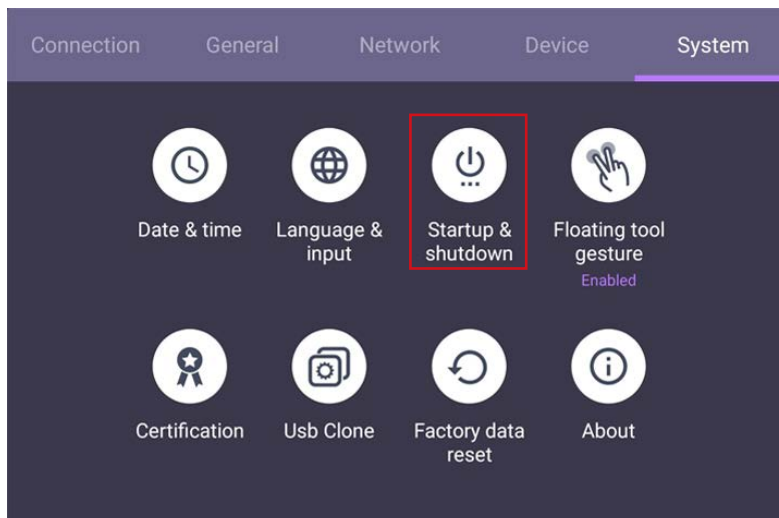 Connection General Network Device System
Date & time
Language &
input
Startup &
shutdown
Floating tool
gesture
Enabled
Certification
Usb Clone
Factory data
reset
About